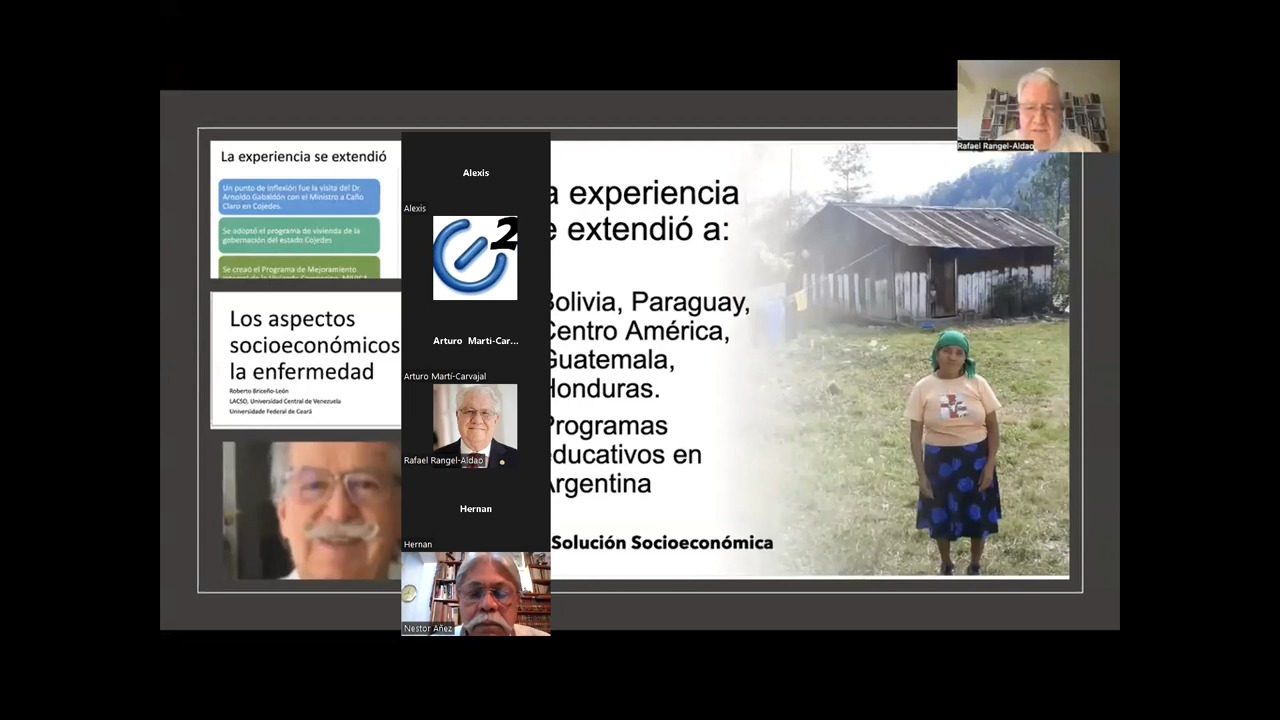 Rafael Rangel-Aldao
La experiencia se extendió
Un punto de inflexión fue la visita del Dr.
Arnoldo Gabaldón con el Ministro a Caño
Claro en Cojedes.
Se adoptó el programa de vivienda de la
gobernación del estado Cojedes
Se creaó el Programa de Mejoramiento
Los aspectos
socioeconómicos
la enfermedad
Roberto Briceño-León
LACSO, Universidad Central de Venezuela
Universidade Federal de Ceará
Alexis
Alexis
2
Arturo Marti-Car...
Arturo Martí-Carvajal
Rafael Rangel-Aldao
Hernan
Hernan
Nestor Añez
a experiencia
e extendió a:
Bolivia, Paraguay,
Centro América,
Guatemala,
Honduras.
Programas
educativos en
Argentina
Solución Socioeconómica